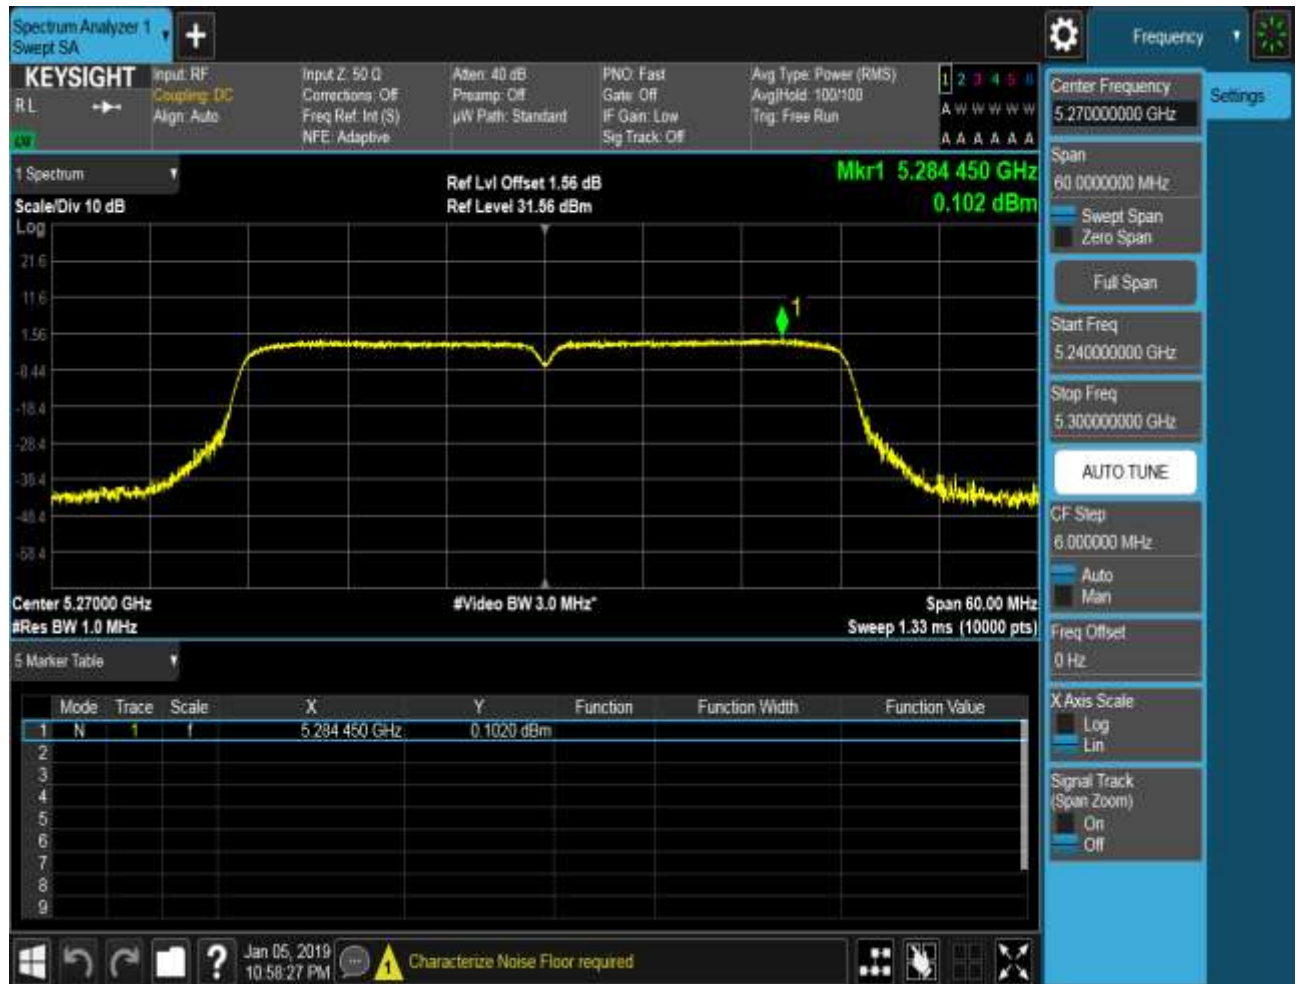 Spectrum Analyzer 1
Swept SA
Frequency
KEYSIGHT
RL
Input: RF
Coupling: DC
Align: Auto
Input Z: 50 Ω
Corrections: Off
Freq Ref: Int (S)
NFE: Adaptive
Atten: 40 dB
Preamp: Off
µW Path: Standard
PNO: Fast
Gate: Off
IF Gain: Low
Sig Track: Off
Avg Type: Power (RMS)
Avg|Hold: 100/100
Trig: Free Run
1 2 3 4 5 6
A W W W W W
A A A A A A
1 Spectrum
Scale/Div 10 dB
Log
Ref Lvl Offset 1.56 dB
Ref Level 31.56 dBm
Mkr1 5.284 450 GHz
0.102 dBm
21.6
11.6
1.56
-8.44
-18.4
-28.4
-38.4
-48.4
-58.4
1
Center 5.27000 GHz
#Res BW 1.0 MHz
#Video BW 3.0 MHz*
Span 60.00 MHz
Sweep 1.33 ms (10000 pts)
5 Marker Table
Mode Trace Scale X Y Function Function Width Function Value
1 N 1 f 5.284 450 GHz 0.1020 dBm
2
3
4
5
6
7
8
9
Jan 05, 2019
10:58:27 PM
Characterize Noise Floor required
Settings
Center Frequency
5.270000000 GHz
Span
60.0000000 MHz
Swept Span
Zero Span
Full Span
Start Freq
5.240000000 GHz
Stop Freq
5.300000000 GHz
AUTO TUNE
CF Step
6.000000 MHz
Auto
Man
Freq Offset
0 Hz
X Axis Scale
Log
Lin
Signal Track
(Span Zoom)
On
Off